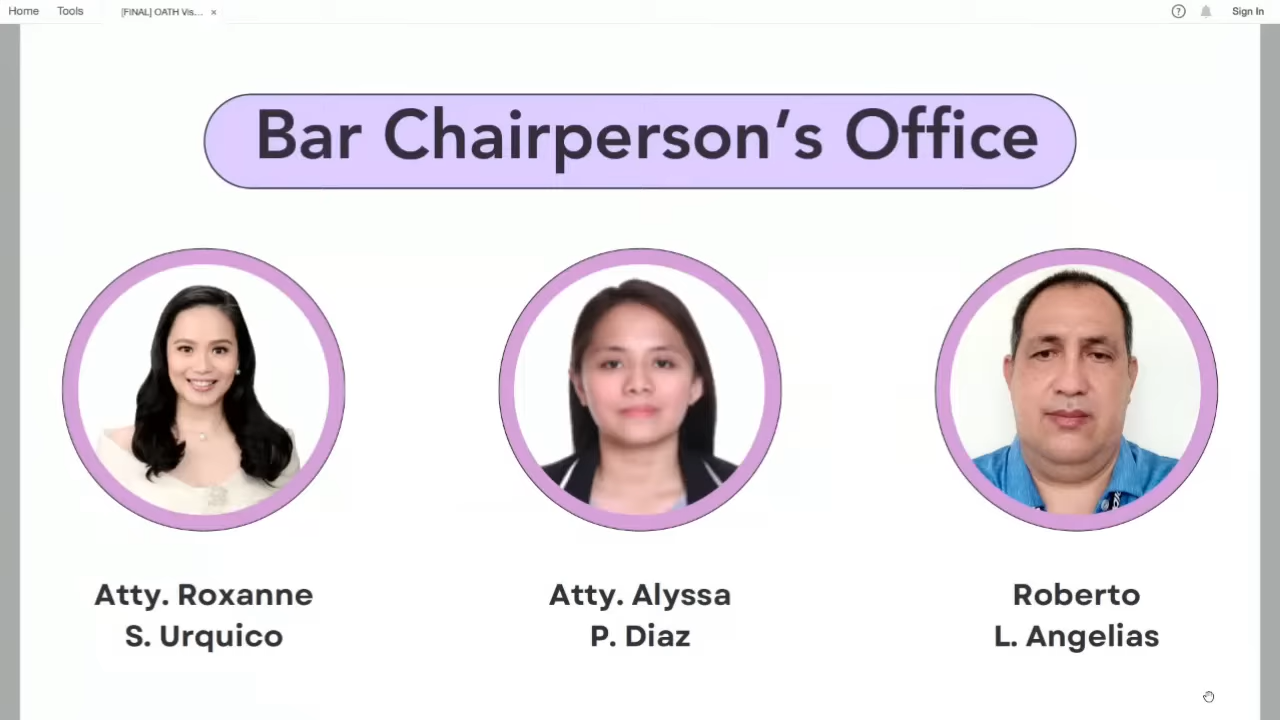 Home Tools [FINAL] OATH Vis... × ? Sign In
Bar Chairperson’s Office
Atty. Roxanne
S. Urquico
Atty. Alyssa
P. Diaz
Roberto
L. Angelias